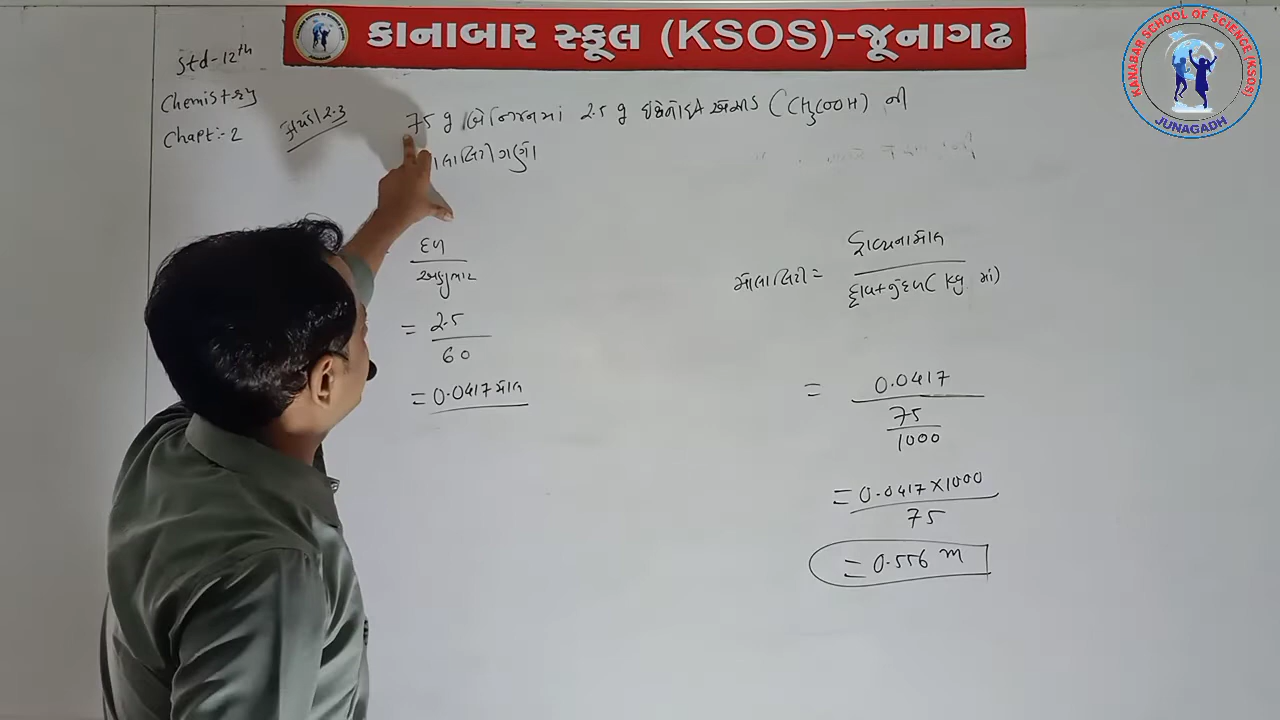 કાનાબાર સ્કૂલ (KSOS)-જૂનાગઢ
KANABAR SCHOOL OF SCIENCE (KSOS)
JUNAGADH
Std-12th
Chemistry
Chapt:-2
2.3
75 g બેન્જિનમાં 2.5 g ઇથેનોઇક એસિડ (CH3COOH) ની
મોલાલિટી ગણો
દળ
અણુભાર
= 2.5
60
= 0.0417 મોલ
મોલાલિટી = દ્રાવ્યના મોલ
દ્રાવકનું દળ (kg માં)
= 0.0417
75
1000
= 0.0417 × 1000
75
= 0.556 m